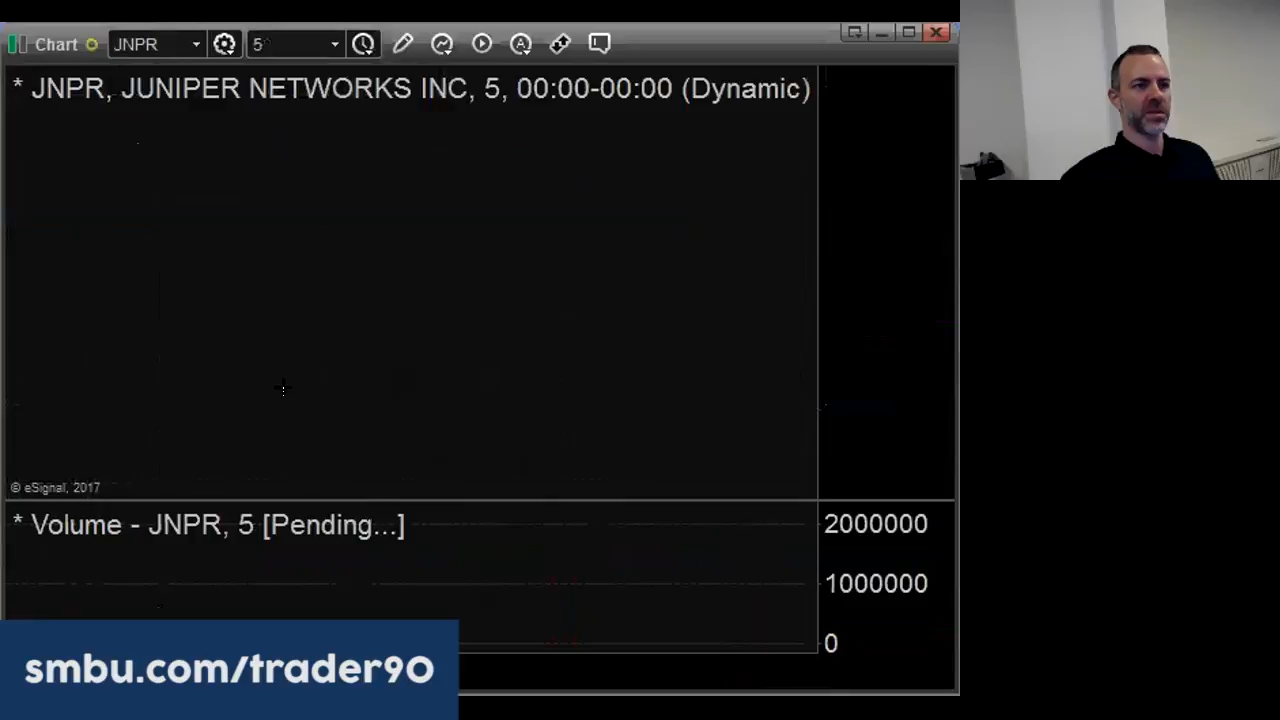 Chart JNPR 5
* JNPR, JUNIPER NETWORKS INC, 5, 00:00-00:00 (Dynamic)
© eSignal, 2017
* Volume - JNPR, 5 [Pending...]
2000000
1000000
0
smbu.com/trader90